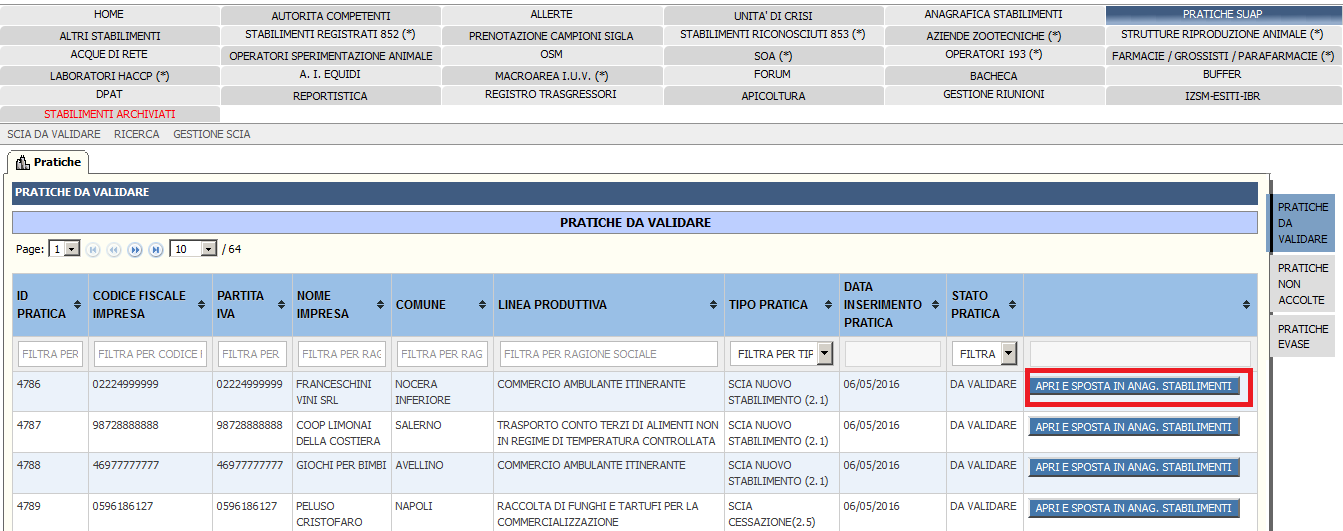 HOME AUTORITA COMPETENTI ALLERTE UNITA' DI CRISI ANAGRAFICA STABILIMENTI PRATICHE SUAP
ALTRI STABILIMENTI STABILIMENTI REGISTRATI 852 (*) PRENOTAZIONE CAMPIONI SIGLA STABILIMENTI RICONOSCIUTI 853 (*) AZIENDE ZOOTECNICHE (*) STRUTTURE RIPRODUZIONE ANIMALE (*)
ACQUE DI RETE OPERATORI SPERIMENTAZIONE ANIMALE OSM SOA (*) OPERATORI 193 (*) FARMACIE / GROSSISTI / PARAFARMACIE (*)
LABORATORI HACCP (*) A. I. EQUIDI MACROAREA I.U.V. (*) FORUM BACHECA BUFFER
DPAT REPORTISTICA REGISTRO TRASGRESSORI APICOLTURA GESTIONE RIUNIONI IZSM-ESITI-IBR
STABILIMENTI ARCHIVIATI
SCIA DA VALIDARE RICERCA GESTIONE SCIA
Pratiche
PRATICHE DA VALIDARE
PRATICHE DA VALIDARE
Page: 1 10 / 64
ID PRATICA CODICE FISCALE IMPRESA PARTITA IVA NOME IMPRESA COMUNE LINEA PRODUTTIVA TIPO PRATICA DATA INSERIMENTO PRATICA STATO PRATICA
FILTRA PER FILTRA PER CODICE FILTRA PER FILTRA PER RAG FILTRA PER RAG FILTRA PER RAGIONE SOCIALE FILTRA PER TIP FILTRA
4786 02224999999 02224999999 FRANCESCHINI VINI SRL NOCERA INFERIORE COMMERCIO AMBULANTE ITINERANTE SCIA NUOVO STABILIMENTO (2.1) 06/05/2016 DA VALIDARE APRI E SPOSTA IN ANAG. STABILIMENTI
4787 98728888888 98728888888 COOP LIMONAI DELLA COSTIERA SALERNO TRASPORTO CONTO TERZI DI ALIMENTI NON IN REGIME DI TEMPERATURA CONTROLLATA SCIA NUOVO STABILIMENTO (2.1) 06/05/2016 DA VALIDARE APRI E SPOSTA IN ANAG. STABILIMENTI
4788 46977777777 46977777777 GIOCHI PER BIMBI AVELLINO COMMERCIO AMBULANTE ITINERANTE SCIA NUOVO STABILIMENTO (2.1) 06/05/2016 DA VALIDARE APRI E SPOSTA IN ANAG. STABILIMENTI
4789 0596186127 0596186127 PELUSO CRISTOFARO NAPOLI RACCOLTA DI FUNGHI E TARTUFI PER LA COMMERCIALIZZAZIONE SCIA CESSAZIONE(2.5) 06/05/2016 DA VALIDARE APRI E SPOSTA IN ANAG. STABILIMENTI
PRATICHE
DA
VALIDARE
PRATICHE
NON
ACCOLTE
PRATICHE
EVASE